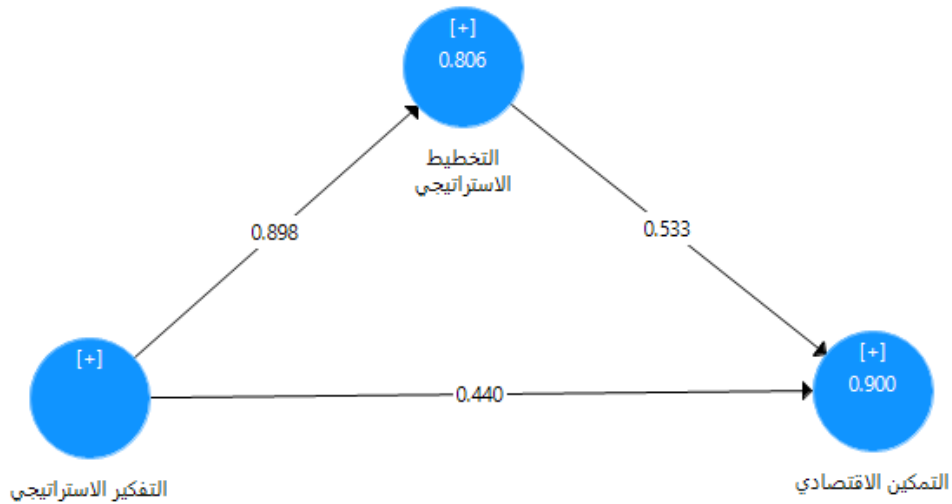 [+]
0.806
التخطيط
الاستراتيجي
0.898
0.533
[+]
[+]
0.900
0.440
التفكير الاستراتيجي
التمكين الاقتصادي